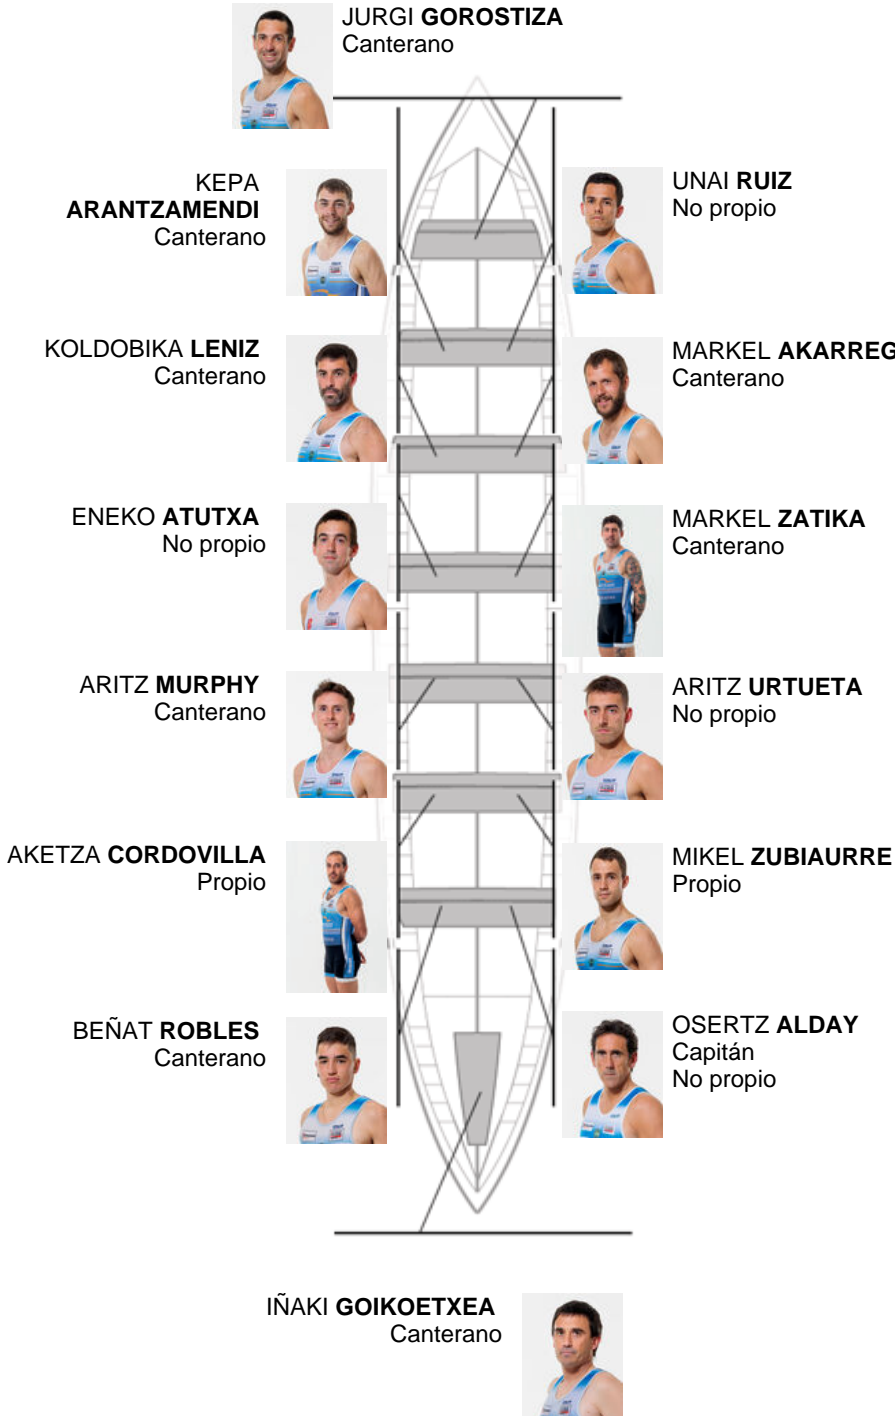 JURGI GOROSTIZA
Canterano
KEPA
ARANTZAMENDI
Canterano
UNAI RUIZ
No propio
KOLDOBIKA LENIZ
Canterano
MARKEL AKARREG
Canterano
ENEKO ATUTXA
No propio
MARKEL ZATIKA
Canterano
ARITZ MURPHY
Canterano
ARITZ URTUETA
No propio
AKETZA CORDOVILLA
Propio
MIKEL ZUBIAURRE
Propio
BEÑAT ROBLES
Canterano
OSERTZ ALDAY
Capitán
No propio
IÑAKI GOIKOETXEA
Canterano